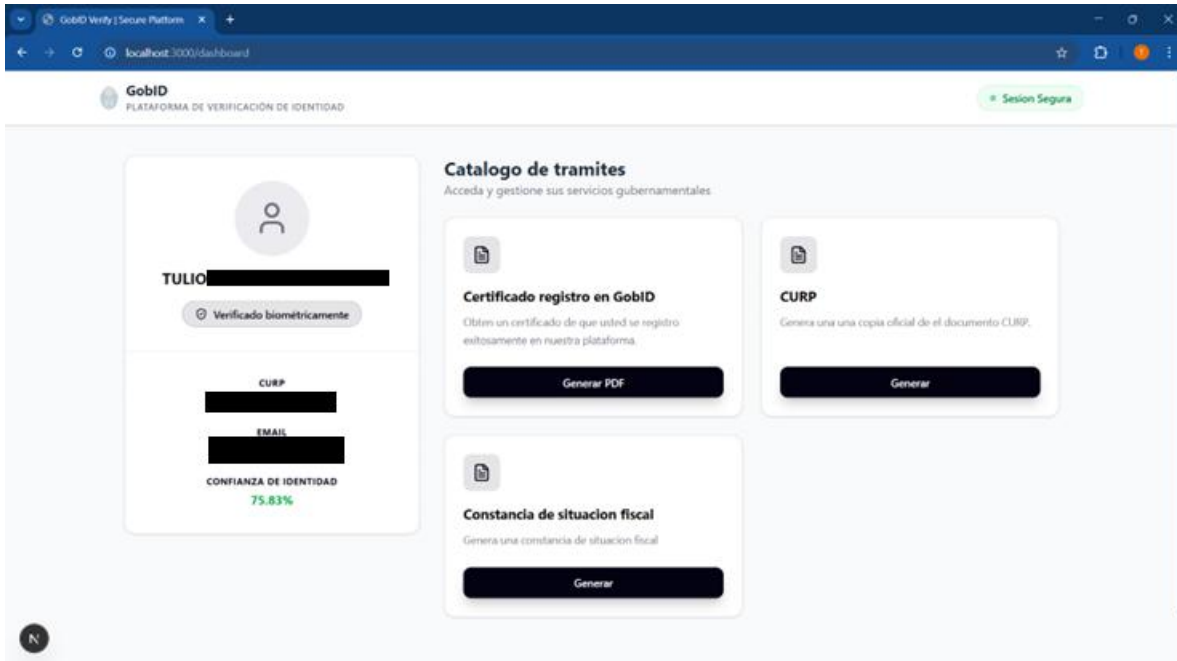 GobID Verify | Secure Platform
localhost:3000/dashboard
GobID
PLATAFORMA DE VERIFICACIÓN DE IDENTIDAD
Sesion Segura
TULIO
Verificado biométricamente
CURP
EMAIL
CONFIANZA DE IDENTIDAD
75.83%
Catalogo de tramites
Acceda y gestione sus servicios gubernamentales
Certificado registro en GobID
Obten un certificado de que usted se registro
exitosamente en nuestra plataforma.
Generar PDF
CURP
Genera una una copia oficial de el documento CURP.
Generar
Constancia de situacion fiscal
Genera una constancia de situacion fiscal
Generar
N